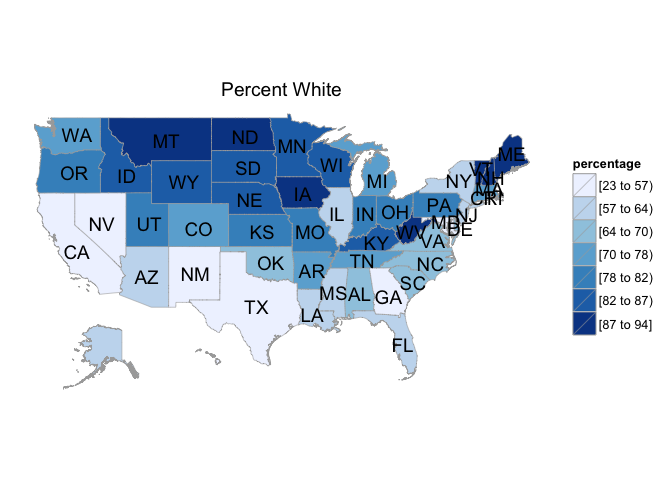 Percent White
WA
MT
ND
MN
ME
VT
NH
OR
ID
SD
WI
MI
NY
MA
CT
RI
WY
NE
IA
PA
NJ
NV
UT
CO
KS
MO
IL
IN
OH
WV
MD
DE
VA
KY
CA
AZ
NM
OK
AR
TN
NC
SC
TX
LA
MS
AL
GA
FL
percentage
[23 to 57)
[57 to 64)
[64 to 70)
[70 to 78)
[78 to 82)
[82 to 87)
[87 to 94]